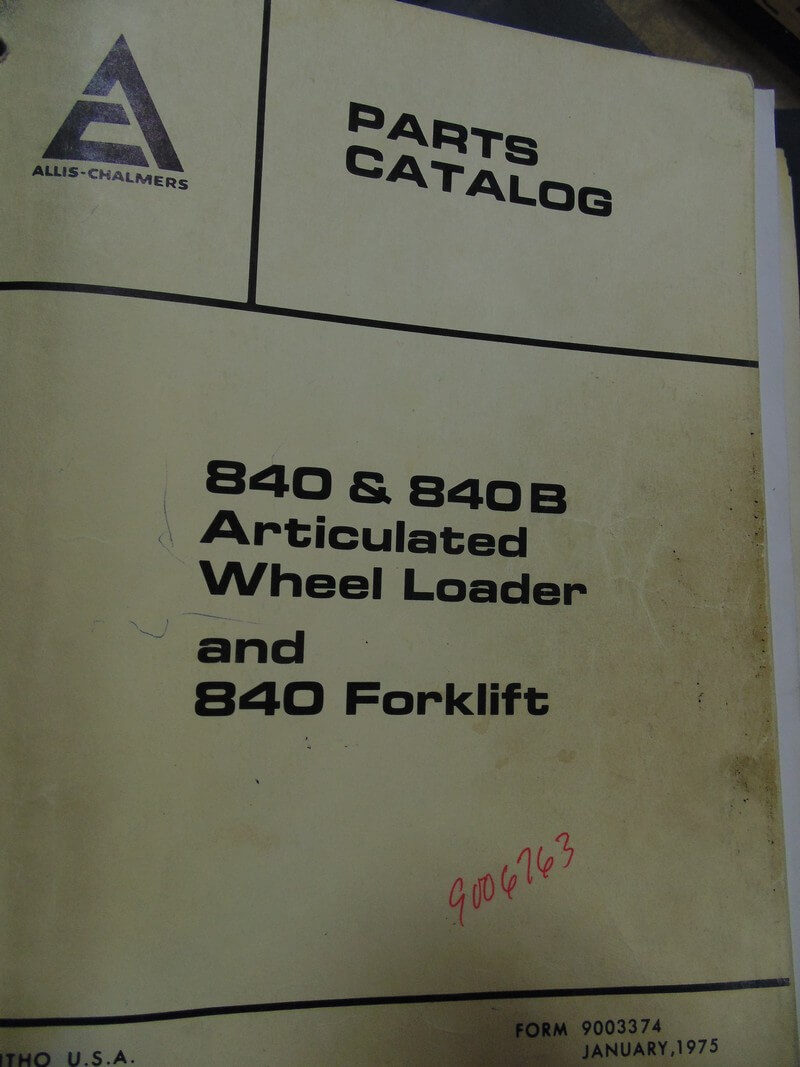 ALLIS-CHALMERS
PARTS
CATALOG
840 & 840B
Articulated
Wheel Loader
and
840 Forklift
9006763
ITHO U.S.A.
FORM 9003374
JANUARY, 1975